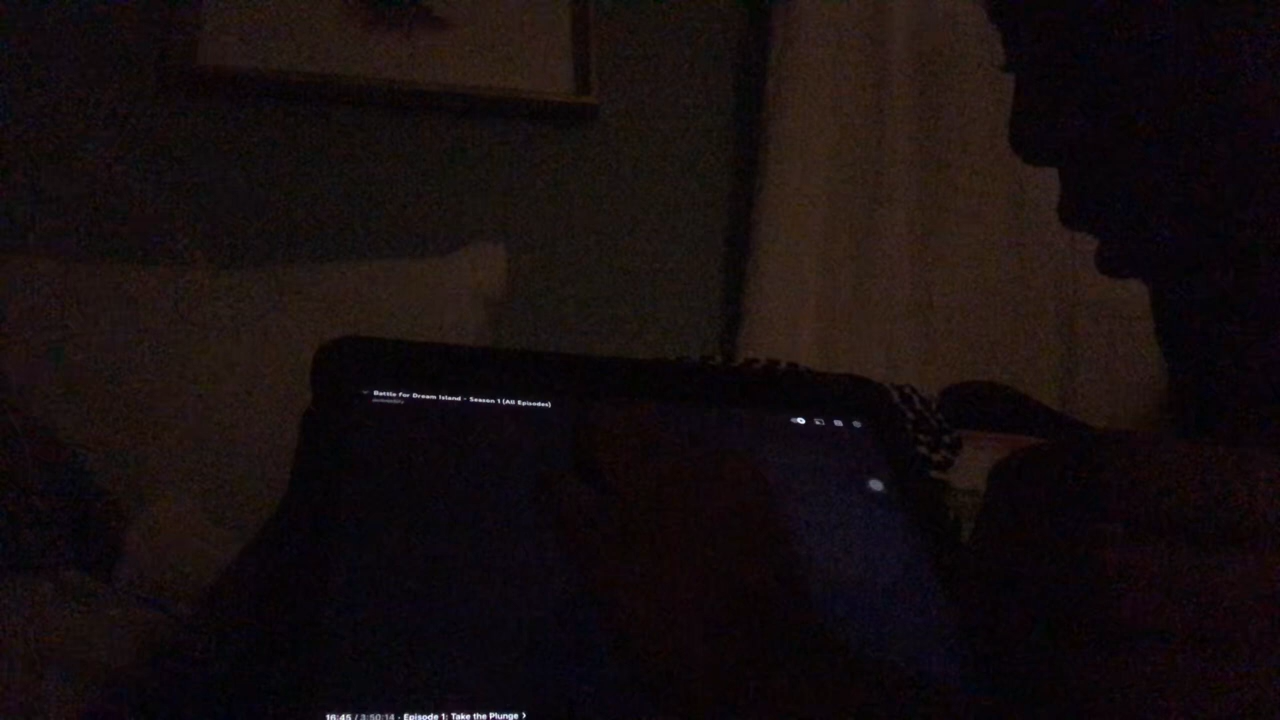 Battle for Dream Island - Season 1 (All Episodes)
16:45 / 3:50:14 · Episode 1: Take the Plunge >